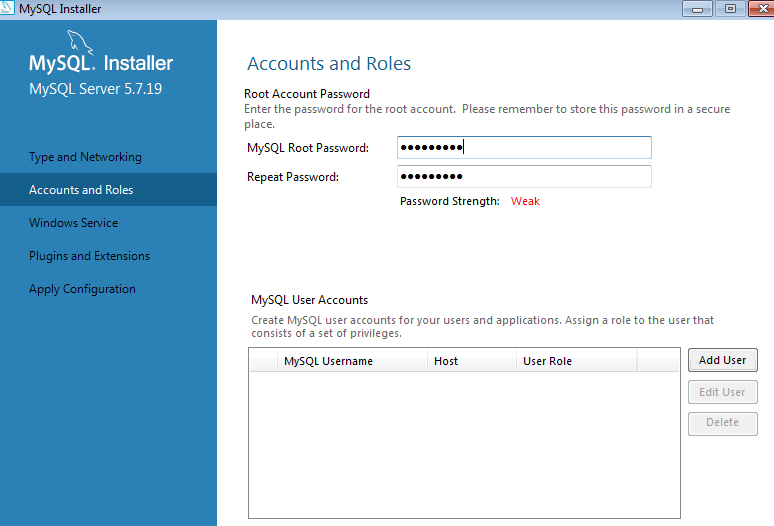 MySQL Installer
MySQL. Installer
MySQL Server 5.7.19
Type and Networking
Accounts and Roles
Windows Service
Plugins and Extensions
Apply Configuration
Accounts and Roles
Root Account Password
Enter the password for the root account.  Please remember to store this password in a secure
place.
MySQL Root Password: ●●●●●●●●●
Repeat Password: ●●●●●●●●●
Password Strength: Weak
MySQL User Accounts
Create MySQL user accounts for your users and applications. Assign a role to the user that
consists of a set of privileges.
MySQL Username Host User Role
Add User
Edit User
Delete